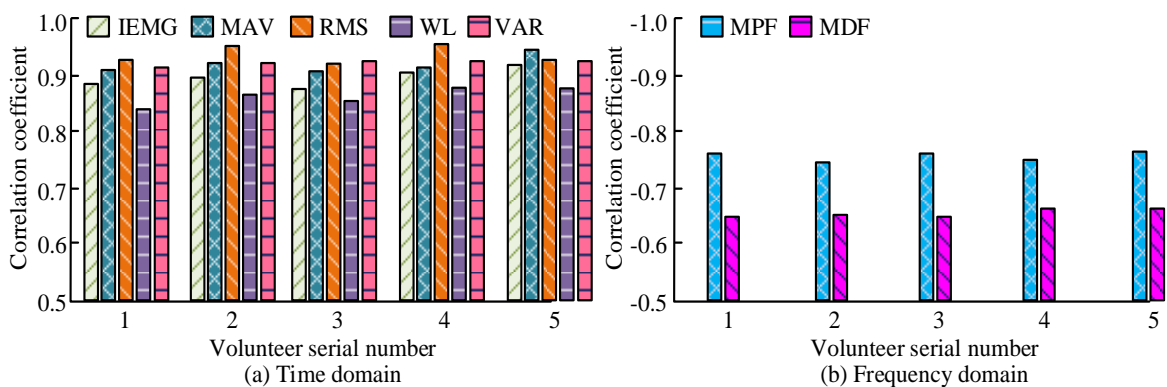 IEMG MAV RMS WL VAR
Correlation coefficient
1.0
0.9
0.8
0.7
0.6
0.5
1 2 3 4 5
Volunteer serial number
(a) Time domain
MPF MDF
Correlation coefficient
-1.0
-0.9
-0.8
-0.7
-0.6
-0.5
1 2 3 4 5
Volunteer serial number
(b) Frequency domain